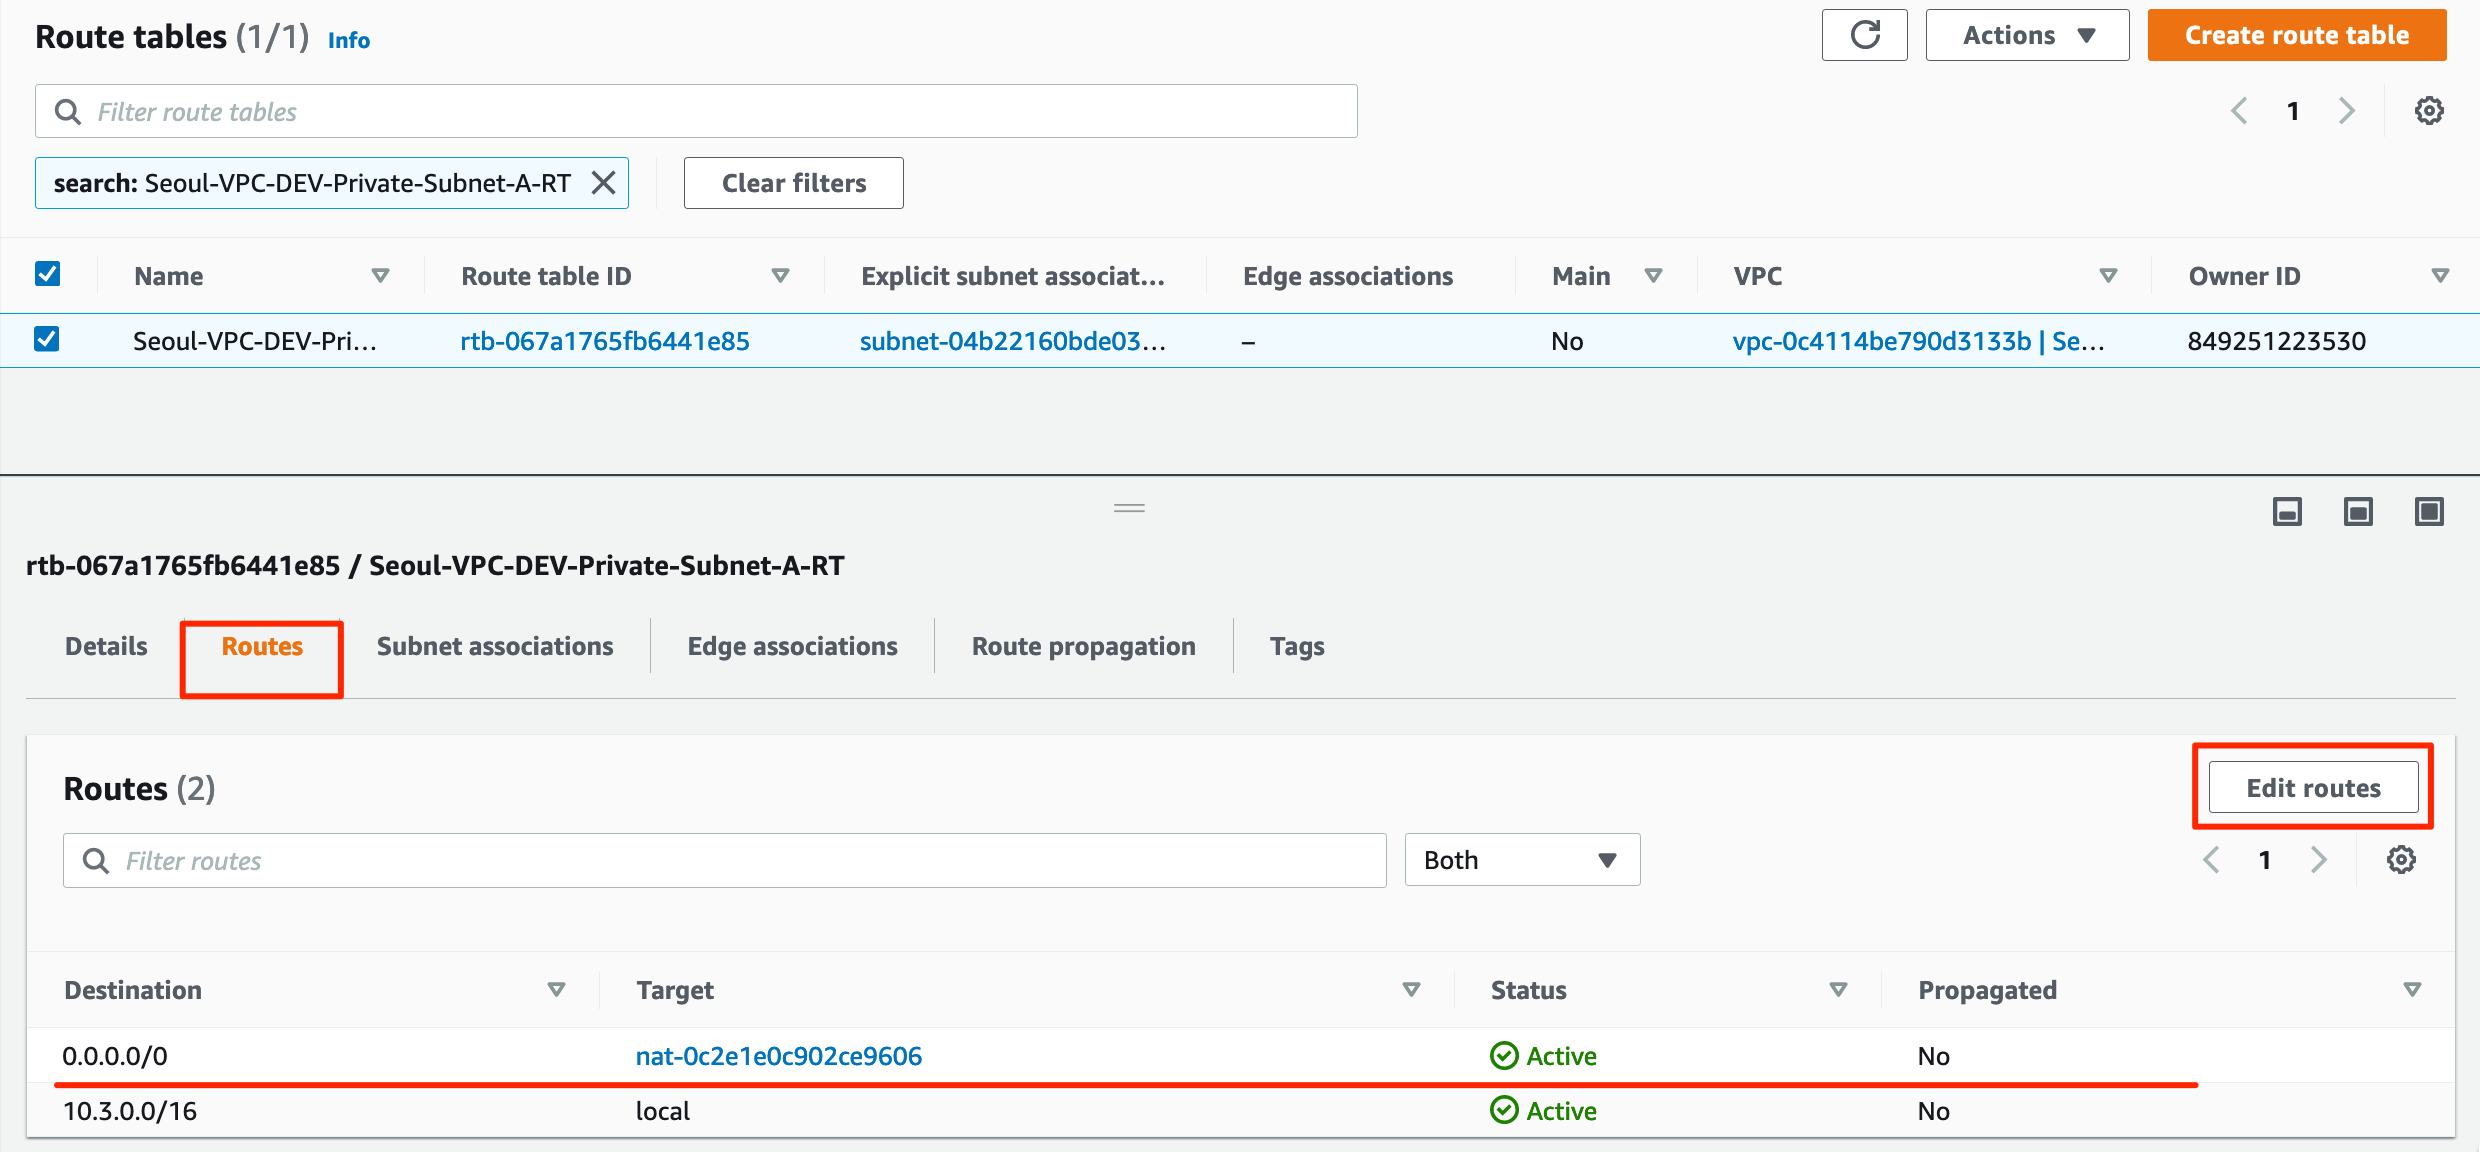 Route tables (1/1) Info
Actions
Create route table
Filter route tables
1
search: Seoul-VPC-DEV-Private-Subnet-A-RT
Clear filters
Name Route table ID Explicit subnet associat... Edge associations Main VPC Owner ID
Seoul-VPC-DEV-Pri... rtb-067a1765fb6441e85 subnet-04b22160bde03... – No vpc-0c4114be790d3133b | Se... 849251223530
rtb-067a1765fb6441e85 / Seoul-VPC-DEV-Private-Subnet-A-RT
Details Routes Subnet associations Edge associations Route propagation Tags
Routes (2)
Edit routes
Filter routes
Both
1
Destination Target Status Propagated
0.0.0.0/0 nat-0c2e1e0c902ce9606 Active No
10.3.0.0/16 local Active No